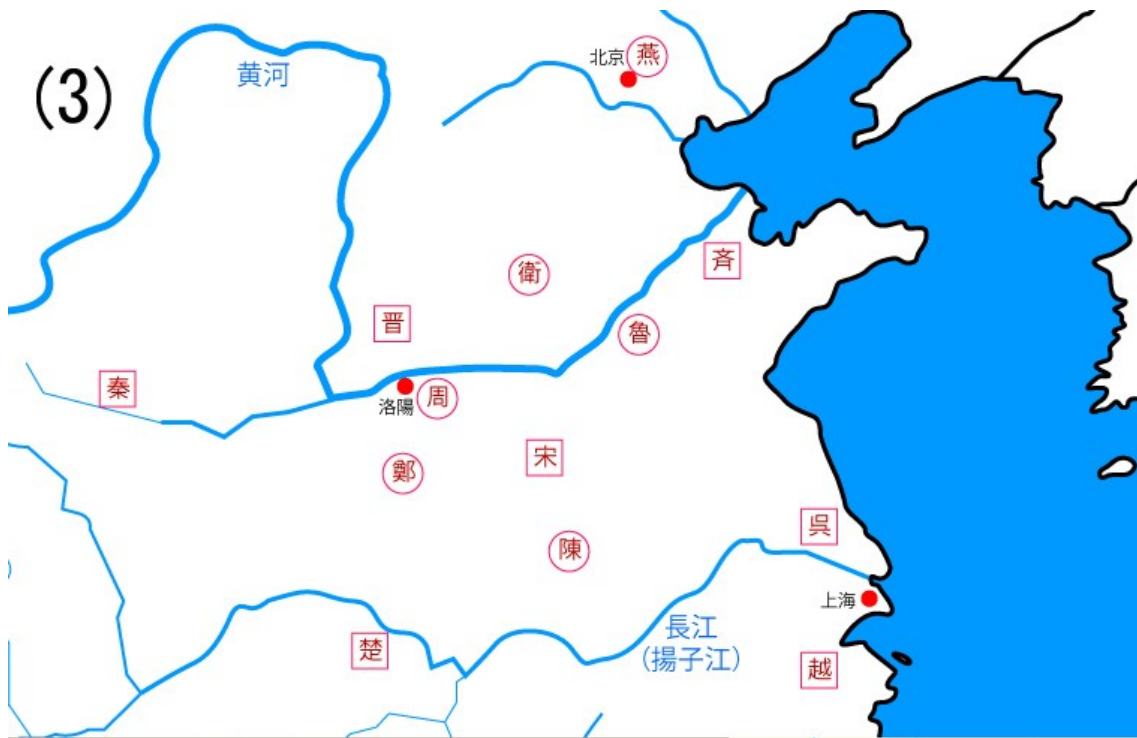 (3)
黄河
北京
燕
衛
斉
晋
魯
秦
洛陽
周
鄭
宋
陳
呉
上海
長江
(揚子江)
楚
越